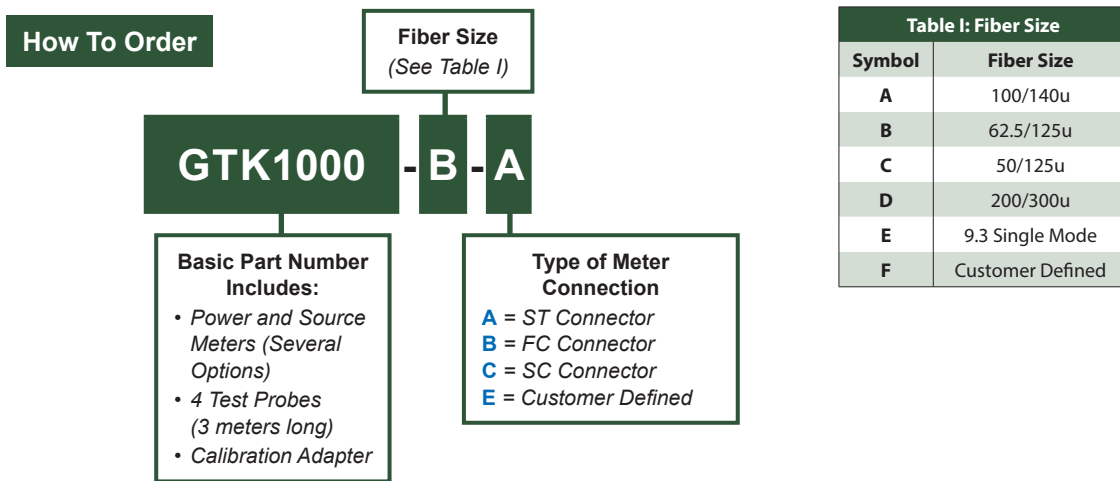 How To Order
Fiber Size
(See Table I)
GTK1000 - B - A
Basic Part Number
Includes:
• Power and Source
Meters (Several
Options)
• 4 Test Probes
(3 meters long)
• Calibration Adapter
Type of Meter
Connection
A = ST Connector
B = FC Connector
C = SC Connector
E = Customer Defined
Table I: Fiber Size
Symbol Fiber Size
A 100/140u
B 62.5/125u
C 50/125u
D 200/300u
E 9.3 Single Mode
F Customer Defined